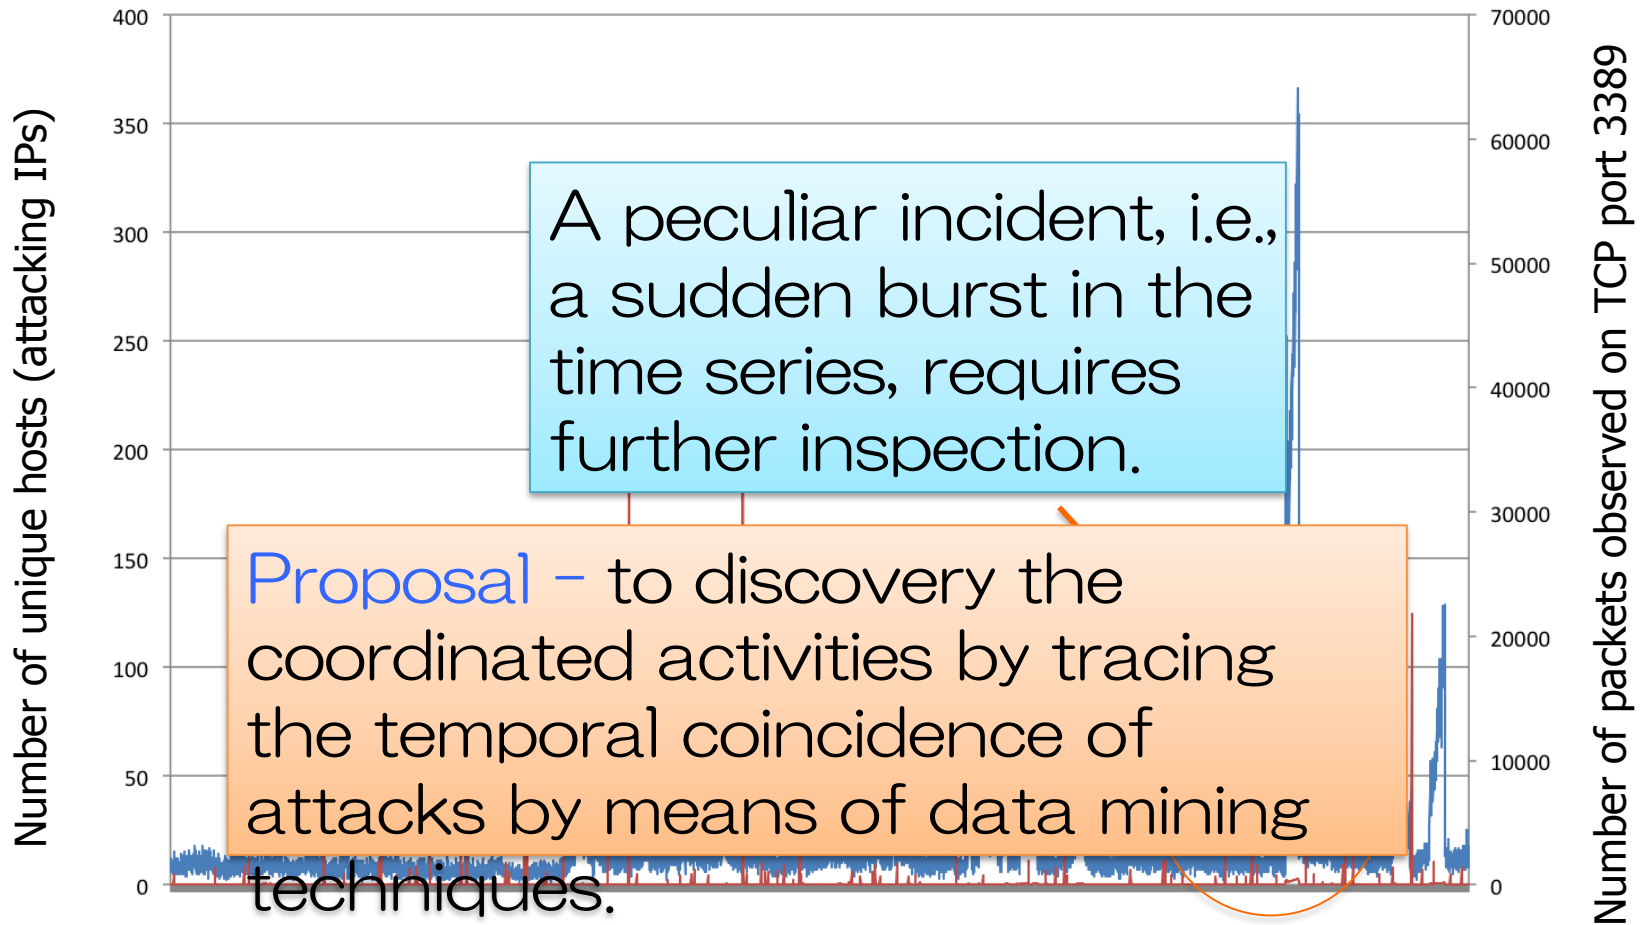 Number of unique hosts (attacking IPs)
400
350
300
250
200
150
100
50
0
A peculiar incident, i.e.,
a sudden burst in the
time series, requires
further inspection.
Proposal - to discovery the
coordinated activities by tracing
the temporal coincidence of
attacks by means of data mining
techniques.
70000
60000
50000
40000
30000
20000
10000
0
Number of packets observed on TCP port 3389